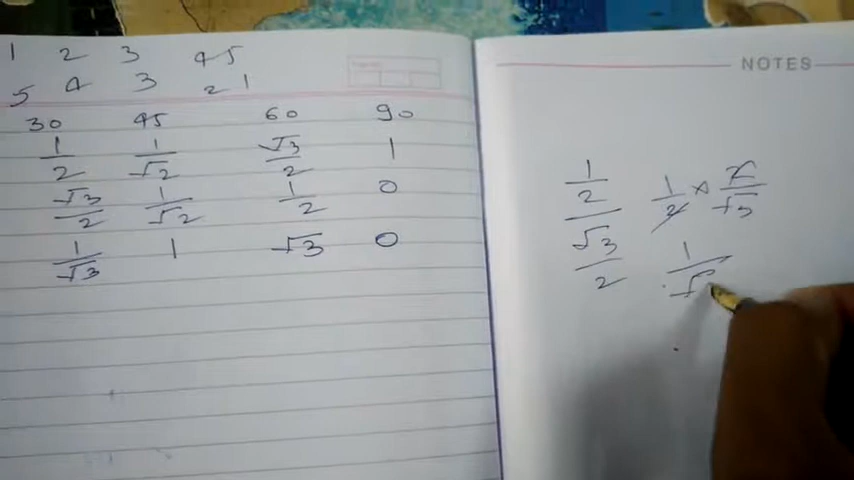 1 2 3 4 5
5 4 3 2 1
30 45 60 90
1/2 1/√2 √3/2 1
√3/2 1/√2 1/2 0
1/√3 1 √3 0
NOTES
1/2 / √3/2
1/2 × 2/√3
1/√